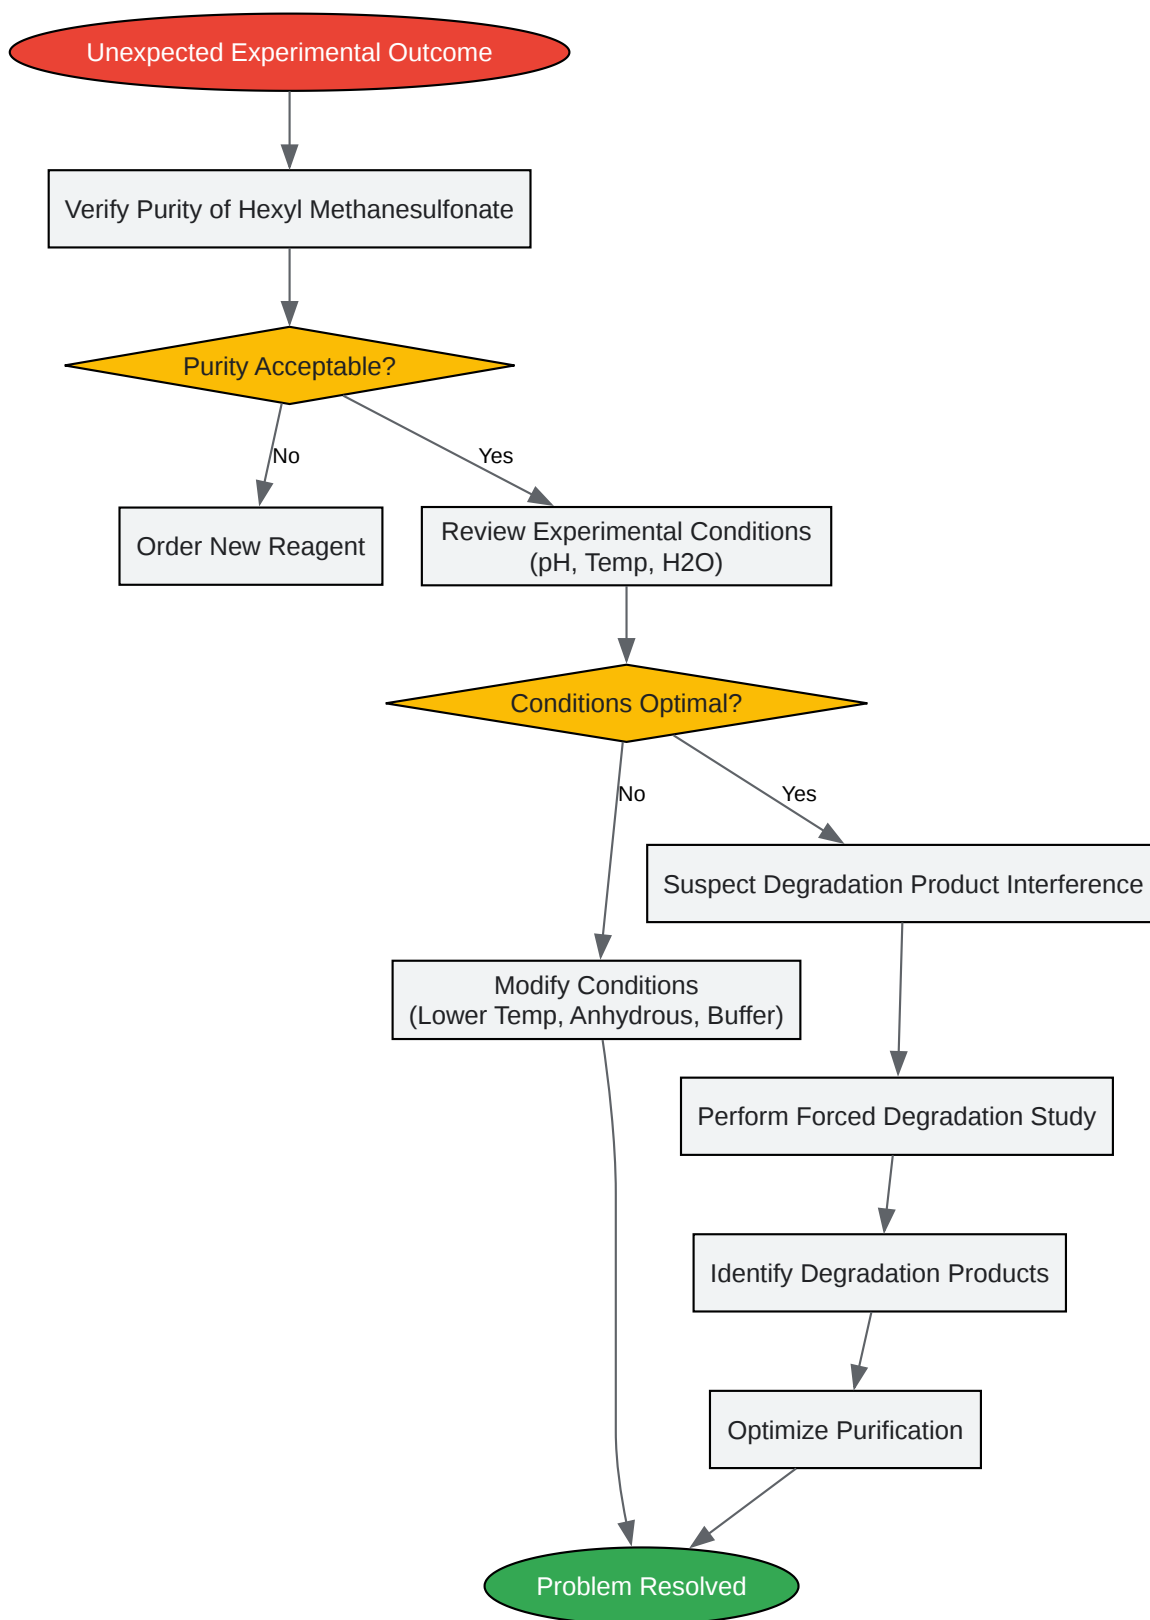 Unexpected Experimental Outcome
Verify Purity of Hexyl Methanesulfonate
Purity Acceptable?
No
Yes
Order New Reagent
Review Experimental Conditions
(pH, Temp, H2O)
Conditions Optimal?
No
Yes
Suspect Degradation Product Interference
Modify Conditions
(Lower Temp, Anhydrous, Buffer)
Perform Forced Degradation Study
Identify Degradation Products
Optimize Purification
Problem Resolved